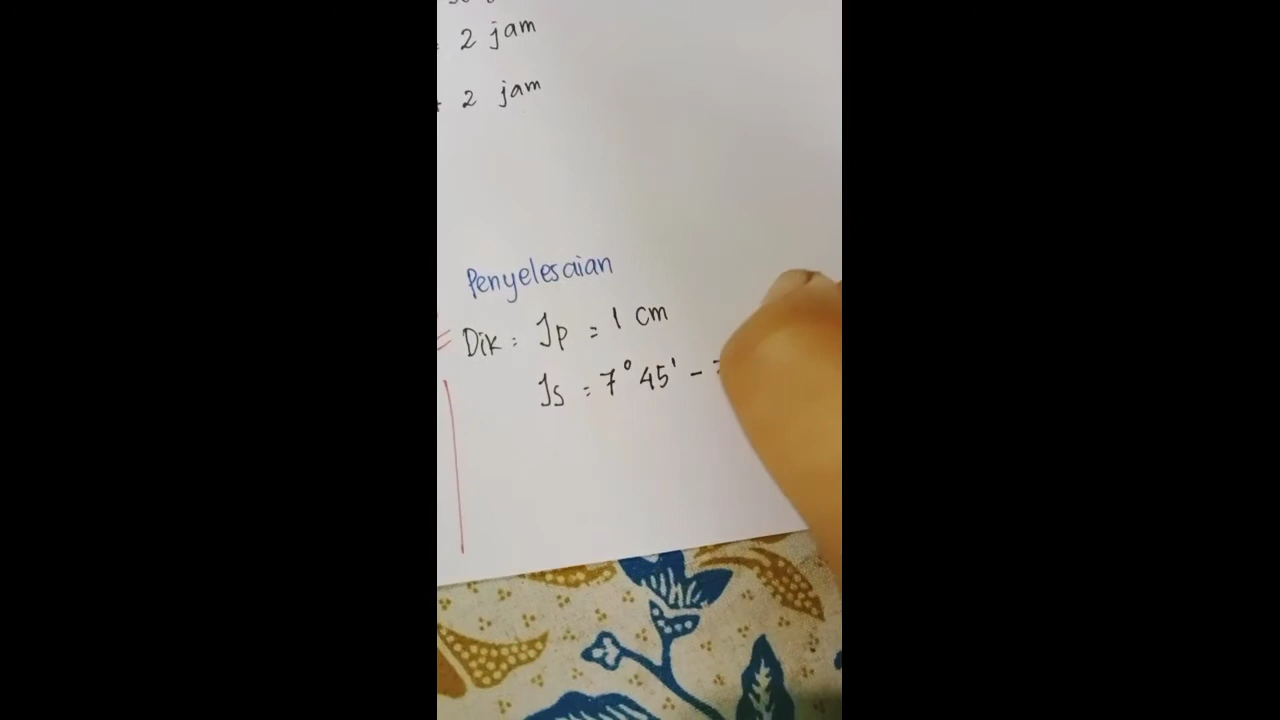 2 jam
2 jam
Penyelesaian
Dik : Jp = 1 cm
Js = 7° 45' -